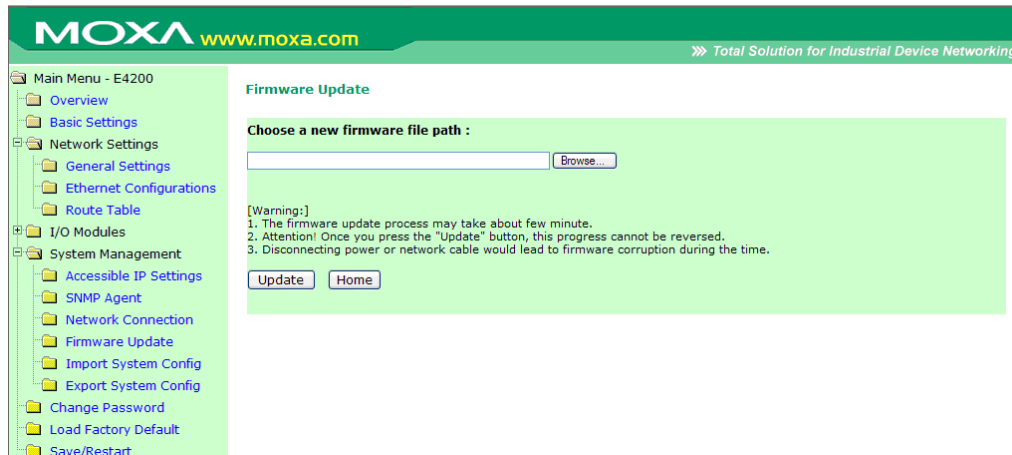 MOXA www.moxa.com
Total Solution for Industrial Device Networking
Main Menu - E4200
Overview
Basic Settings
Network Settings
General Settings
Ethernet Configurations
Route Table
I/O Modules
System Management
Accessible IP Settings
SNMP Agent
Network Connection
Firmware Update
Import System Config
Export System Config
Change Password
Load Factory Default
Save/Restart
Firmware Update
Choose a new firmware file path :
Browse...
[Warning:]
1. The firmware update process may take about few minute.
2. Attention! Once you press the "Update" button, this progress cannot be reversed.
3. Disconnecting power or network cable would lead to firmware corruption during the time.
Update Home